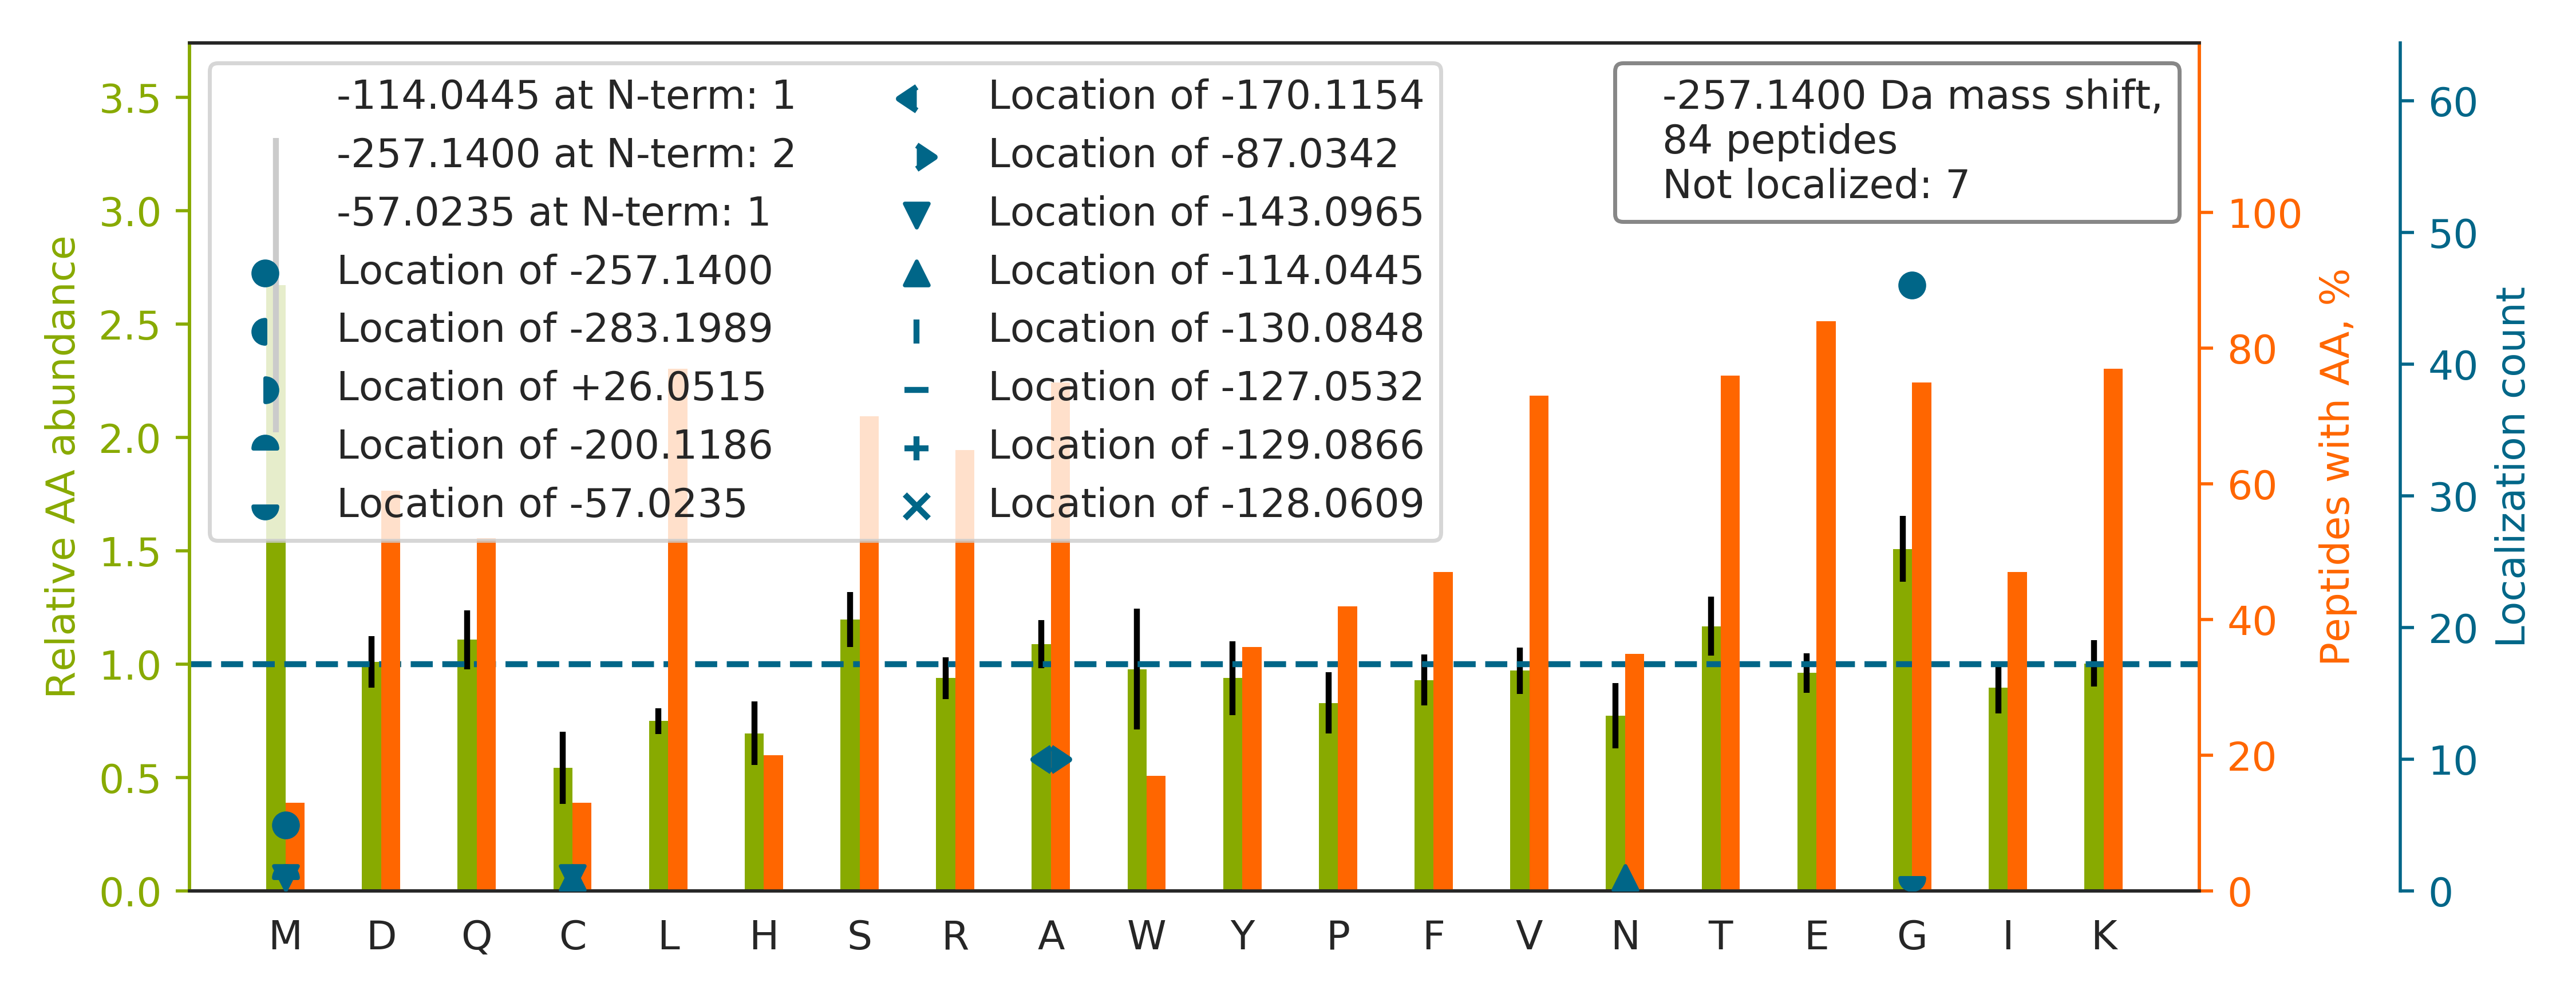 -114.0445 at N-term: 1
-257.1400 at N-term: 2
-57.0235 at N-term: 1
Location of -257.1400
Location of -283.1989
Location of +26.0515
Location of -200.1186
Location of -57.0235
Location of -170.1154
Location of -87.0342
Location of -143.0965
Location of -114.0445
Location of -130.0848
Location of -127.0532
Location of -129.0866
Location of -128.0609
-257.1400 Da mass shift,
84 peptides
Not localized: 7
Relative AA abundance
3.5
3.0
2.5
2.0
1.5
1.0
0.5
0.0
M D Q C L H S R A W Y P F V N T E G I K
100
80
60
40
20
0
Peptides with AA, %
60
50
40
30
20
10
0
Localization count